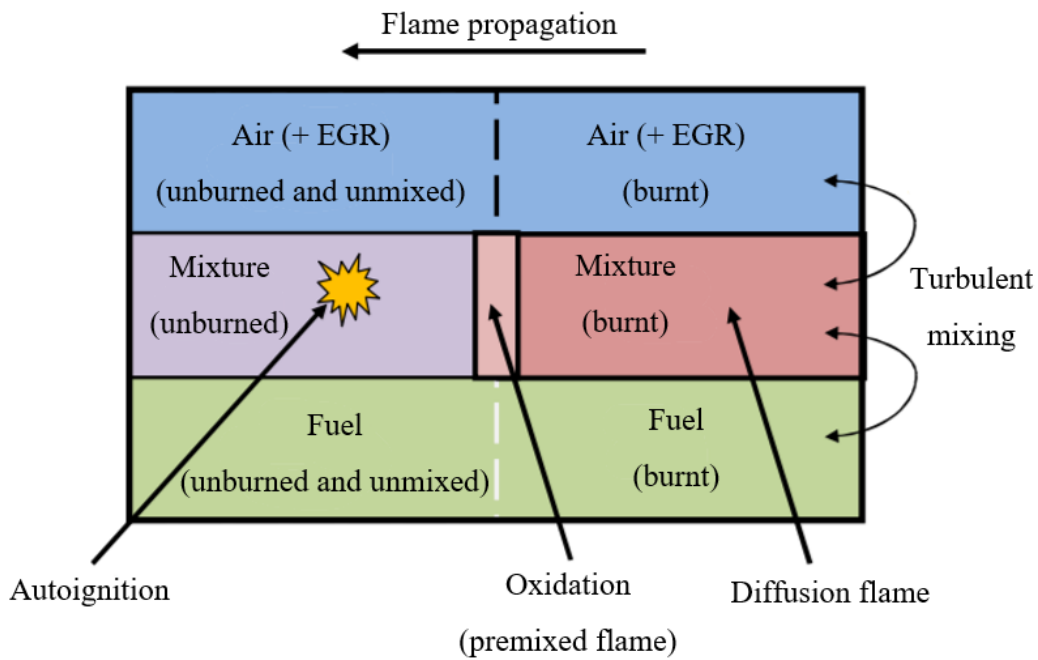 Flame propagation
Air (+ EGR)
(unburned and unmixed)
Air (+ EGR)
(burnt)
Mixture
(unburned)
Mixture
(burnt)
Turbulent
mixing
Fuel
(unburned and unmixed)
Fuel
(burnt)
Autoignition
Oxidation
(premixed flame)
Diffusion flame